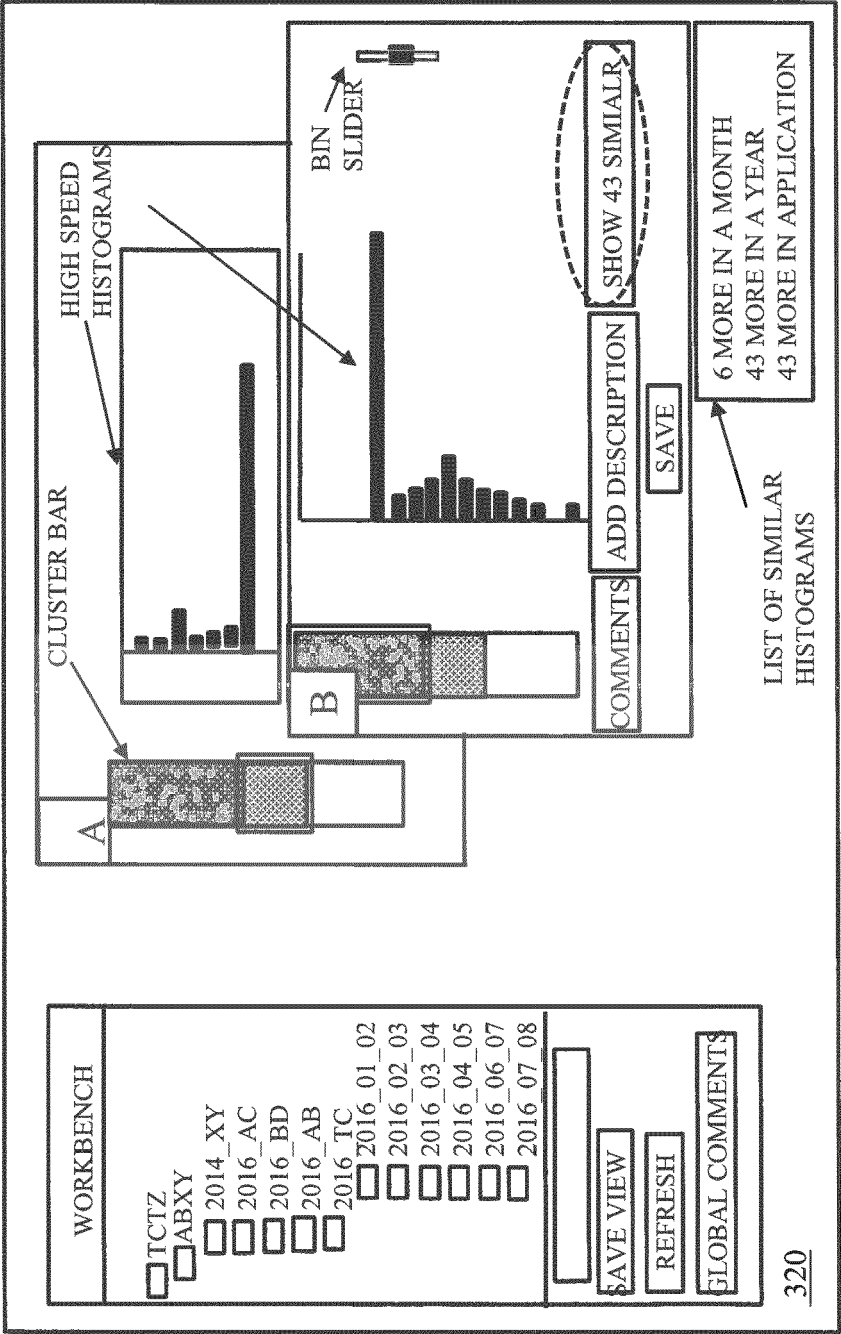 WORKBENCH
TCTZ
ABXY
2014_XY
2016_AC
2016_BD
2016_AB
2016_TC
2016_01_02
2016_02_03
2016_03_04
2016_04_05
2016_06_07
2016_07_08
SAVE VIEW
REFRESH
GLOBAL COMMENTS
320
A
CLUSTER BAR
HIGH SPEED
HISTOGRAMS
B
BIN
SLIDER
COMMENTS
ADD DESCRIPTION
SHOW 43 SIMIALR
SAVE
LIST OF SIMILAR
HISTOGRAMS
6 MORE IN A MONTH
43 MORE IN A YEAR
43 MORE IN APPLICATION